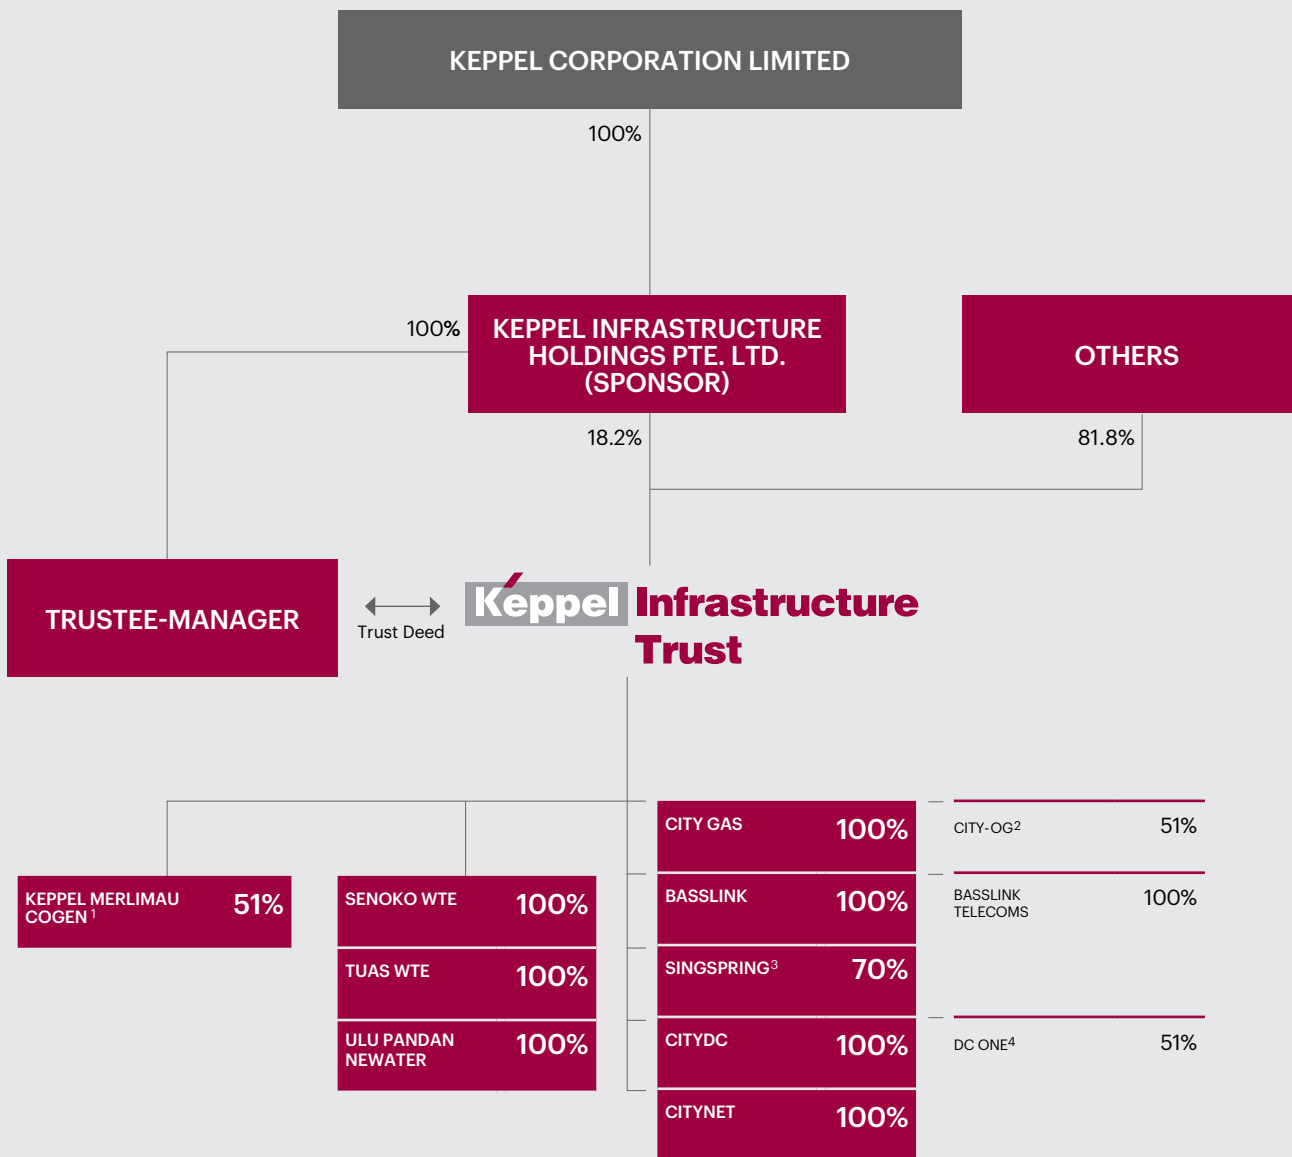 KEPPEL CORPORATION LIMITED
100%
100%
KEPPEL INFRASTRUCTURE
HOLDINGS PTE. LTD.
(SPONSOR)
OTHERS
18.2%
81.8%
TRUSTEE-MANAGER
Trust Deed
Keppel Infrastructure
Trust
KEPPEL MERLIMAU
COGEN 1
51%
SENOKO WTE
100%
TUAS WTE
100%
ULU PANDAN
NEWATER
100%
CITY GAS
100%
CITY-OG2
51%
BASSLINK
100%
BASSLINK
TELECOMS
100%
SINGSPRING3
70%
CITYDC
100%
DC ONE4
51%
CITYNET
100%